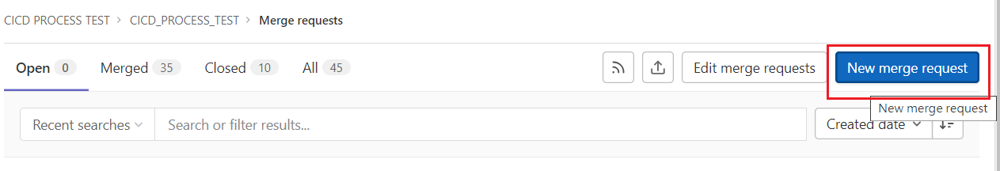 CICD PROCESS TEST > CICD_PROCESS_TEST > Merge requests
Open 0 Merged 35 Closed 10 All 45 Edit merge requests New merge request
New merge request
Recent searches Search or filter results... Created date